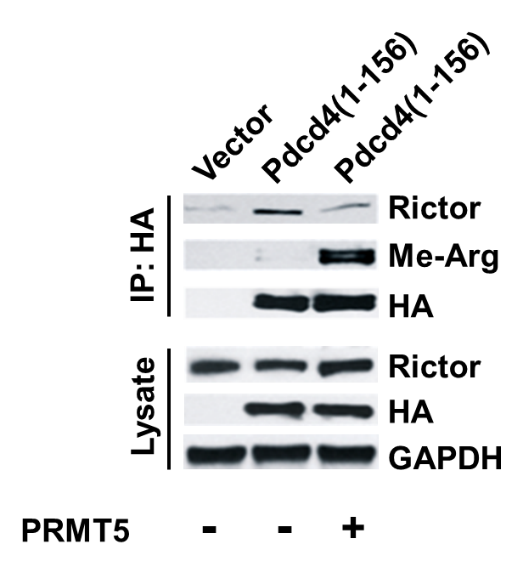 Vector
Pdcd4(1-156)
Pdcd4(1-156)
IP: HA
Rictor
Me-Arg
HA
Lysate
Rictor
HA
GAPDH
PRMT5 - - +